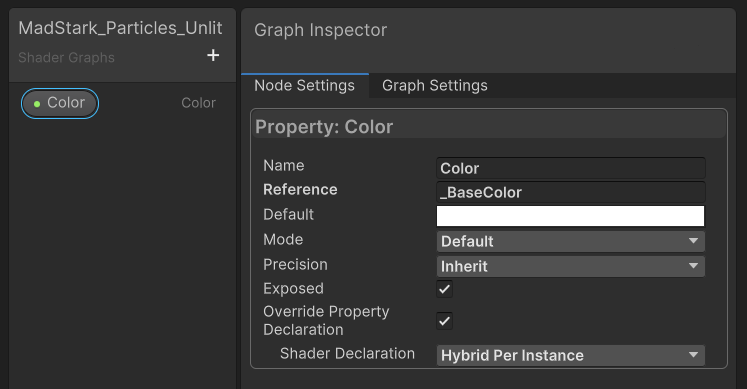 MadStark_Particles_Unlit
Shader Graphs
+
Color
Color
Graph Inspector
Node Settings
Graph Settings
Property: Color
Name
Color
Reference
_BaseColor
Default
Mode
Default
Precision
Inherit
Exposed
Override Property
Declaration
Shader Declaration
Hybrid Per Instance